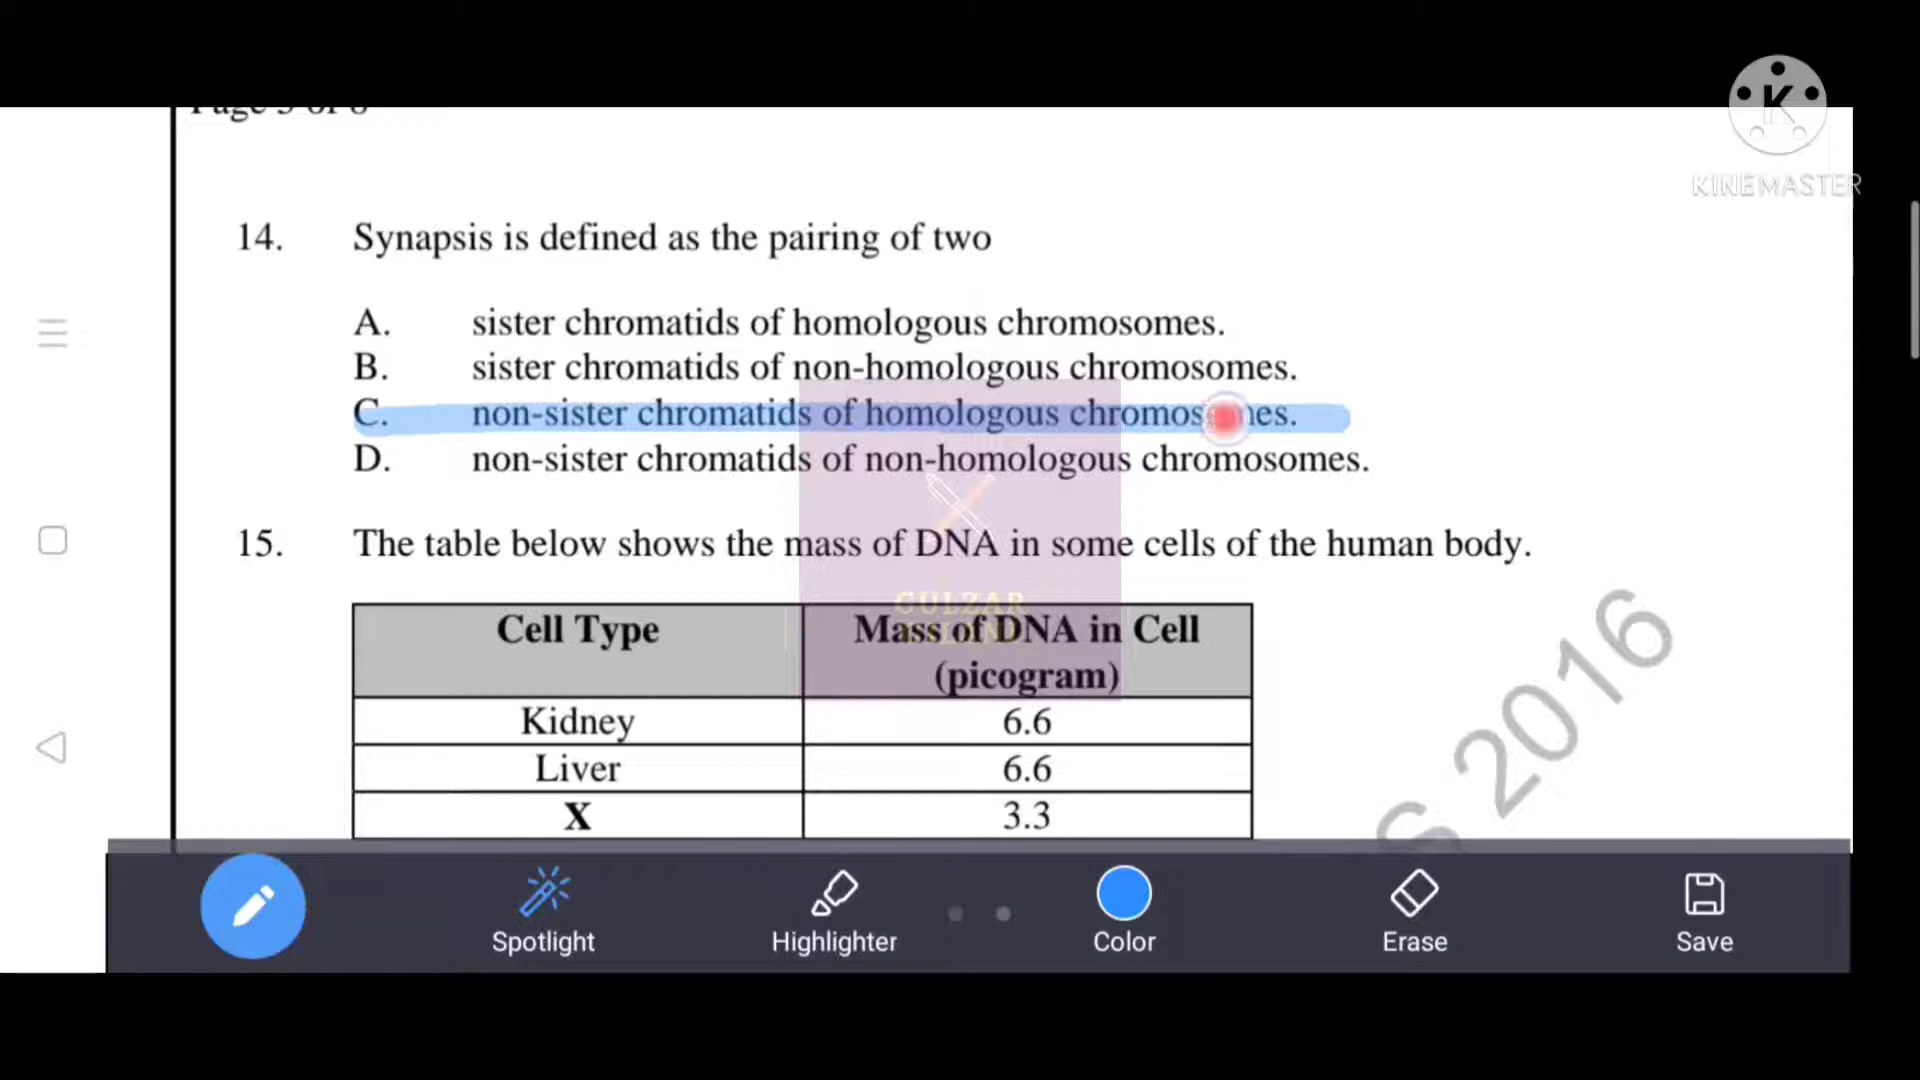 KINEMASTER
14. Synapsis is defined as the pairing of two
A. sister chromatids of homologous chromosomes.
B. sister chromatids of non-homologous chromosomes.
C. non-sister chromatids of homologous chromosomes.
D. non-sister chromatids of non-homologous chromosomes.
15. The table below shows the mass of DNA in some cells of the human body.
GULZAR
Cell Type Mass of DNA in Cell (picogram)
Kidney 6.6
Liver 6.6
X 3.3
2016
Spotlight Highlighter Color Erase Save